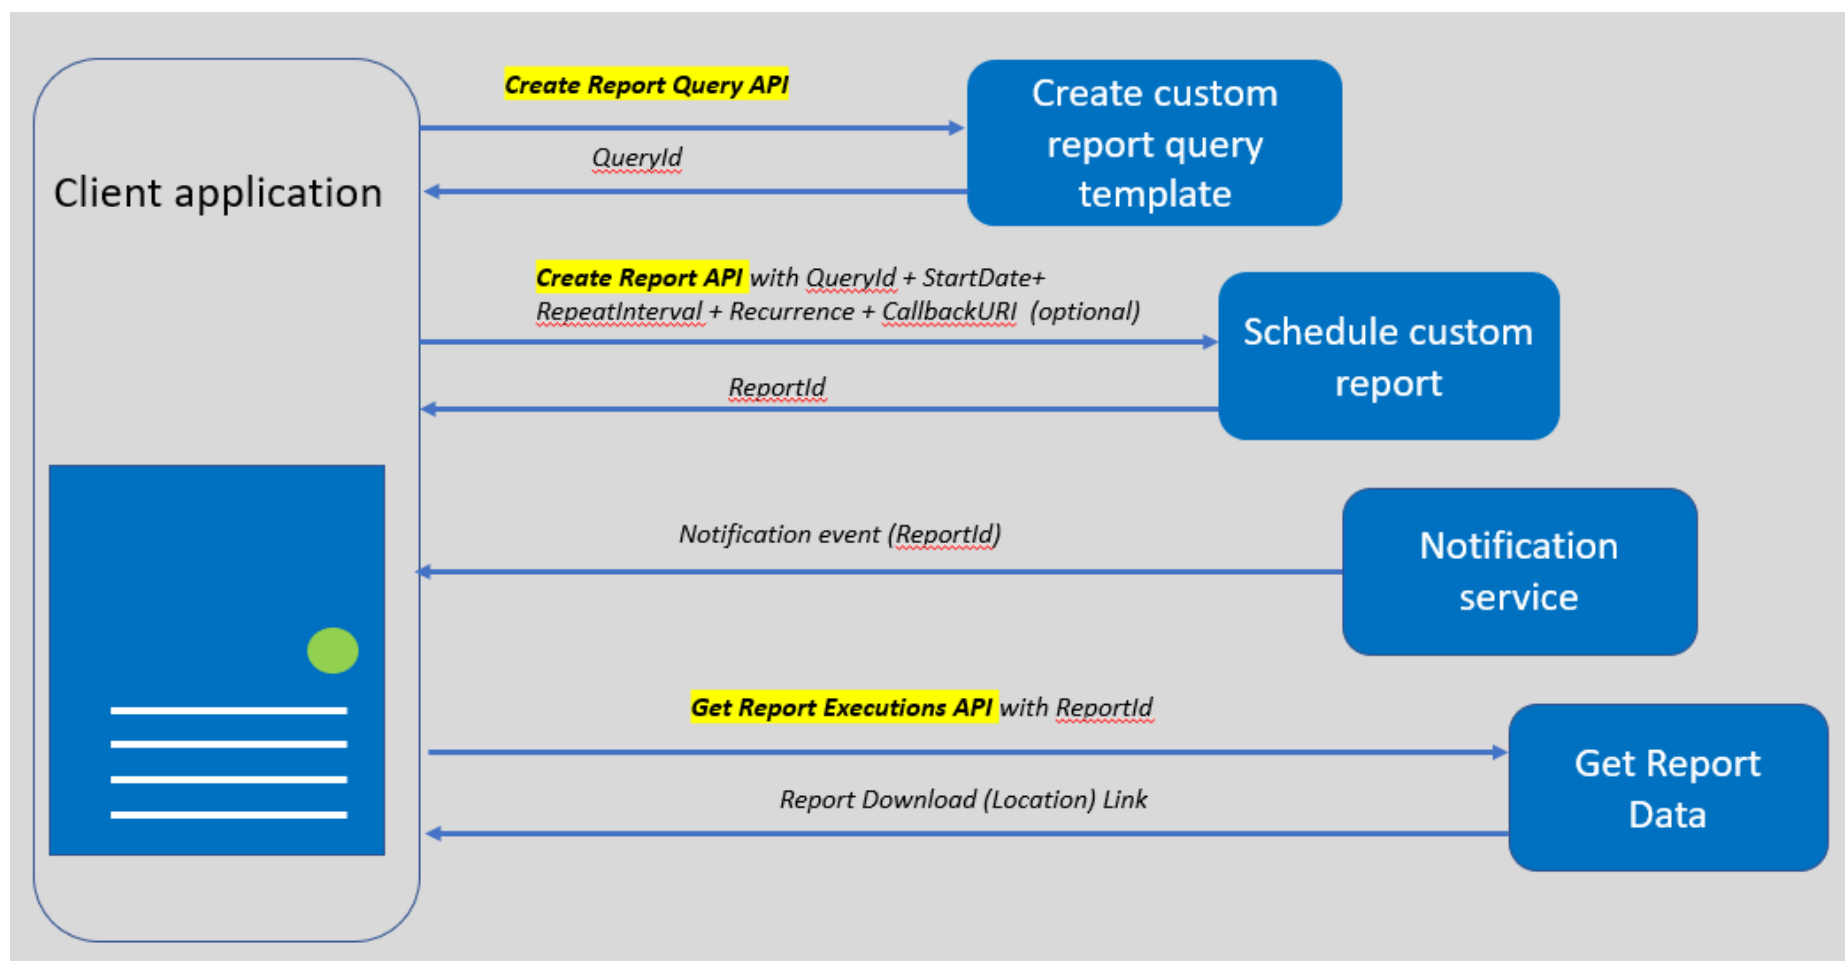 Create Report Query API
Create custom
report query
template
QueryId
Client application
Create Report API with QueryId + StartDate+
RepeatInterval + Recurrence + CallbackURI (optional)
Schedule custom
report
ReportId
Notification event (ReportId)
Notification
service
Get Report Executions API with ReportId
Get Report
Data
Report Download (Location) Link